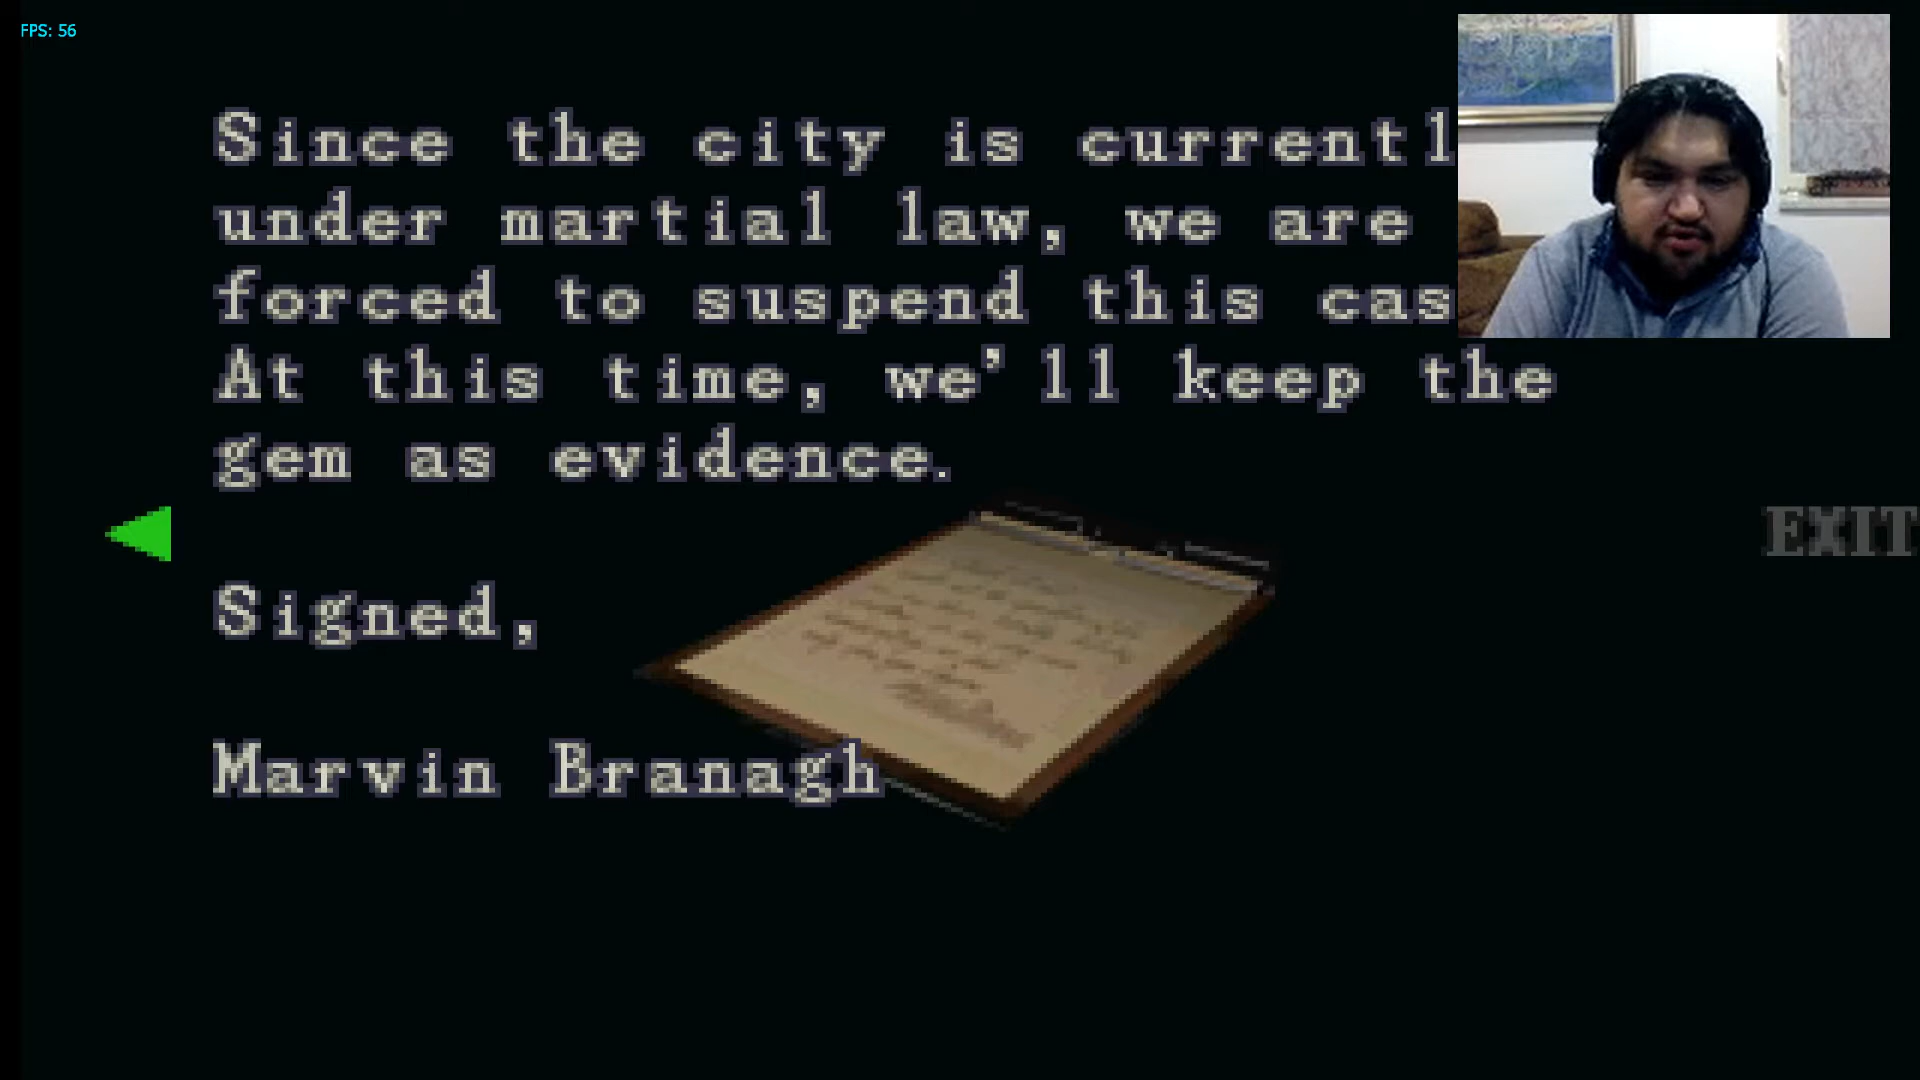 FPS: 56
Since the city is currentl
under martial law, we are
forced to suspend this cas
At this time, we'll keep the
gem as evidence.
EXIT
Signed,
Marvin Branagh